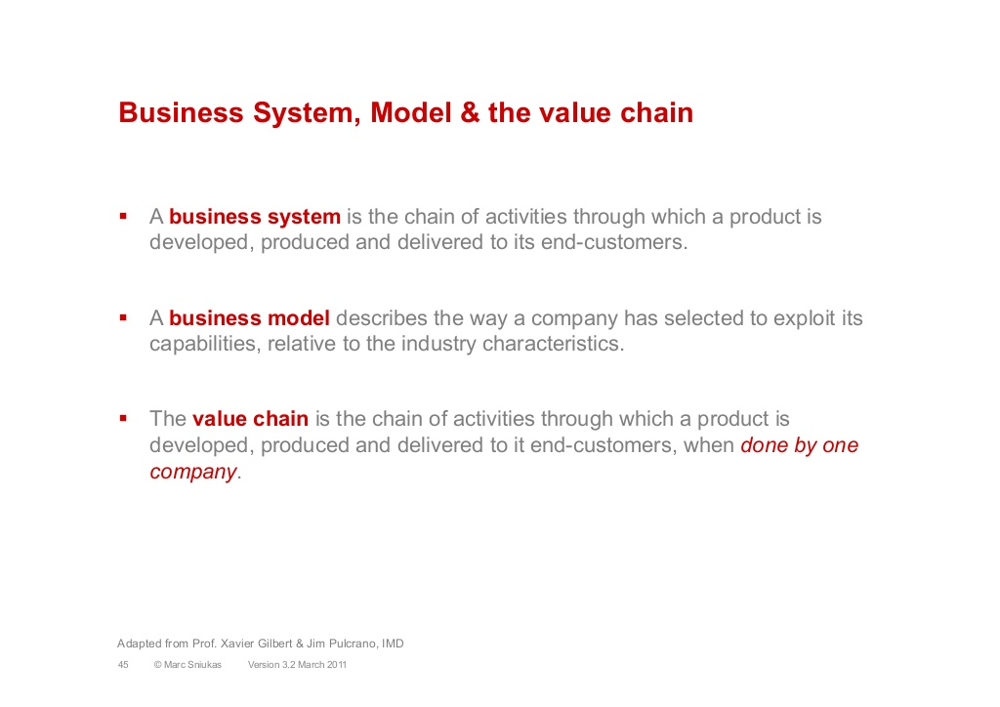 Business System, Model & the value chain
▪ A business system is the chain of activities through which a product is
developed, produced and delivered to its end-customers.
▪ A business model describes the way a company has selected to exploit its
capabilities, relative to the industry characteristics.
▪ The value chain is the chain of activities through which a product is
developed, produced and delivered to it end-customers, when done by one
company.
Adapted from Prof. Xavier Gilbert & Jim Pulcrano, IMD
45 © Marc Sniukas Version 3.2 March 2011